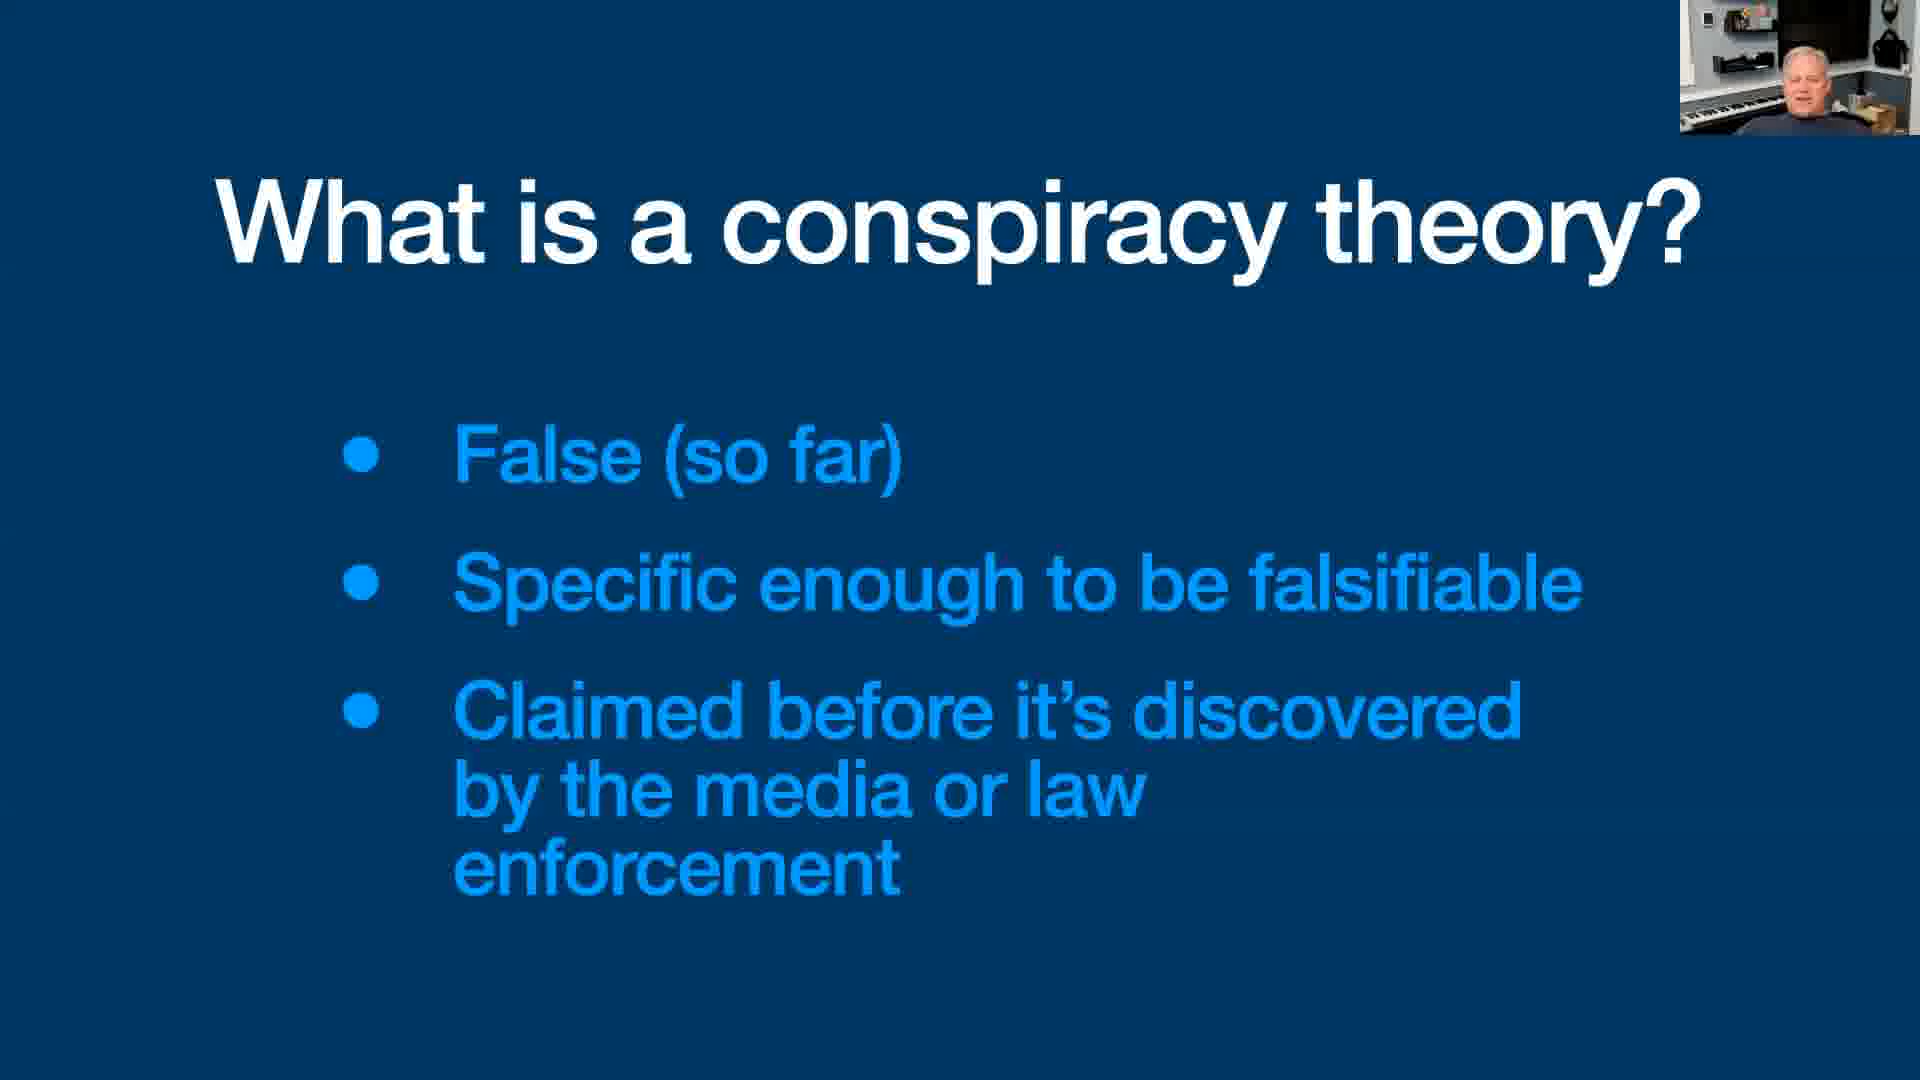 What is a conspiracy theory?
• False (so far)
• Specific enough to be falsifiable
• Claimed before it’s discovered
by the media or law
enforcement